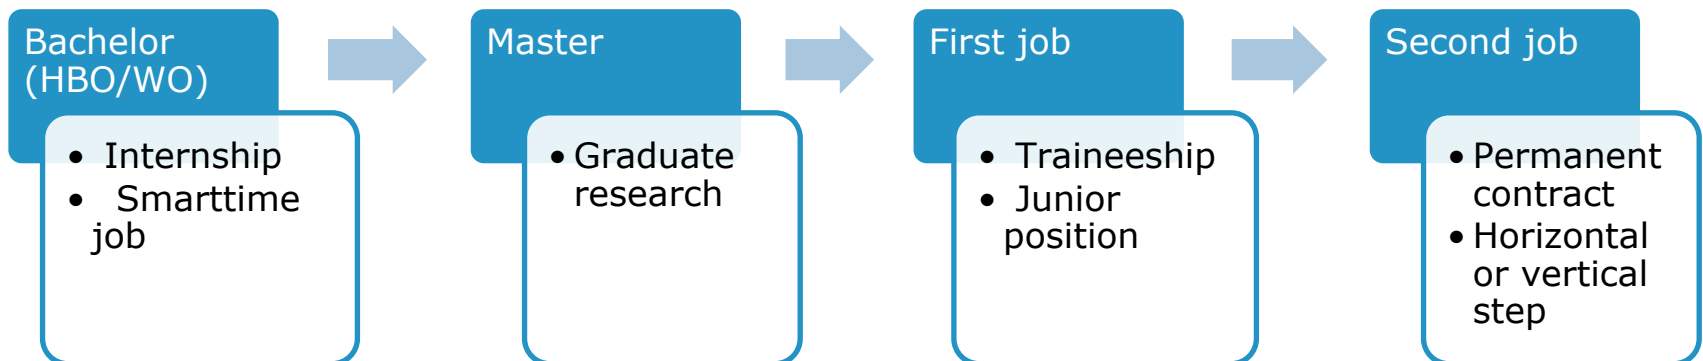 Bachelor
(HBO/WO)
• Internship
• Smarttime
job
Master
• Graduate
research
First job
• Traineeship
• Junior
position
Second job
• Permanent
contract
• Horizontal
or vertical
step